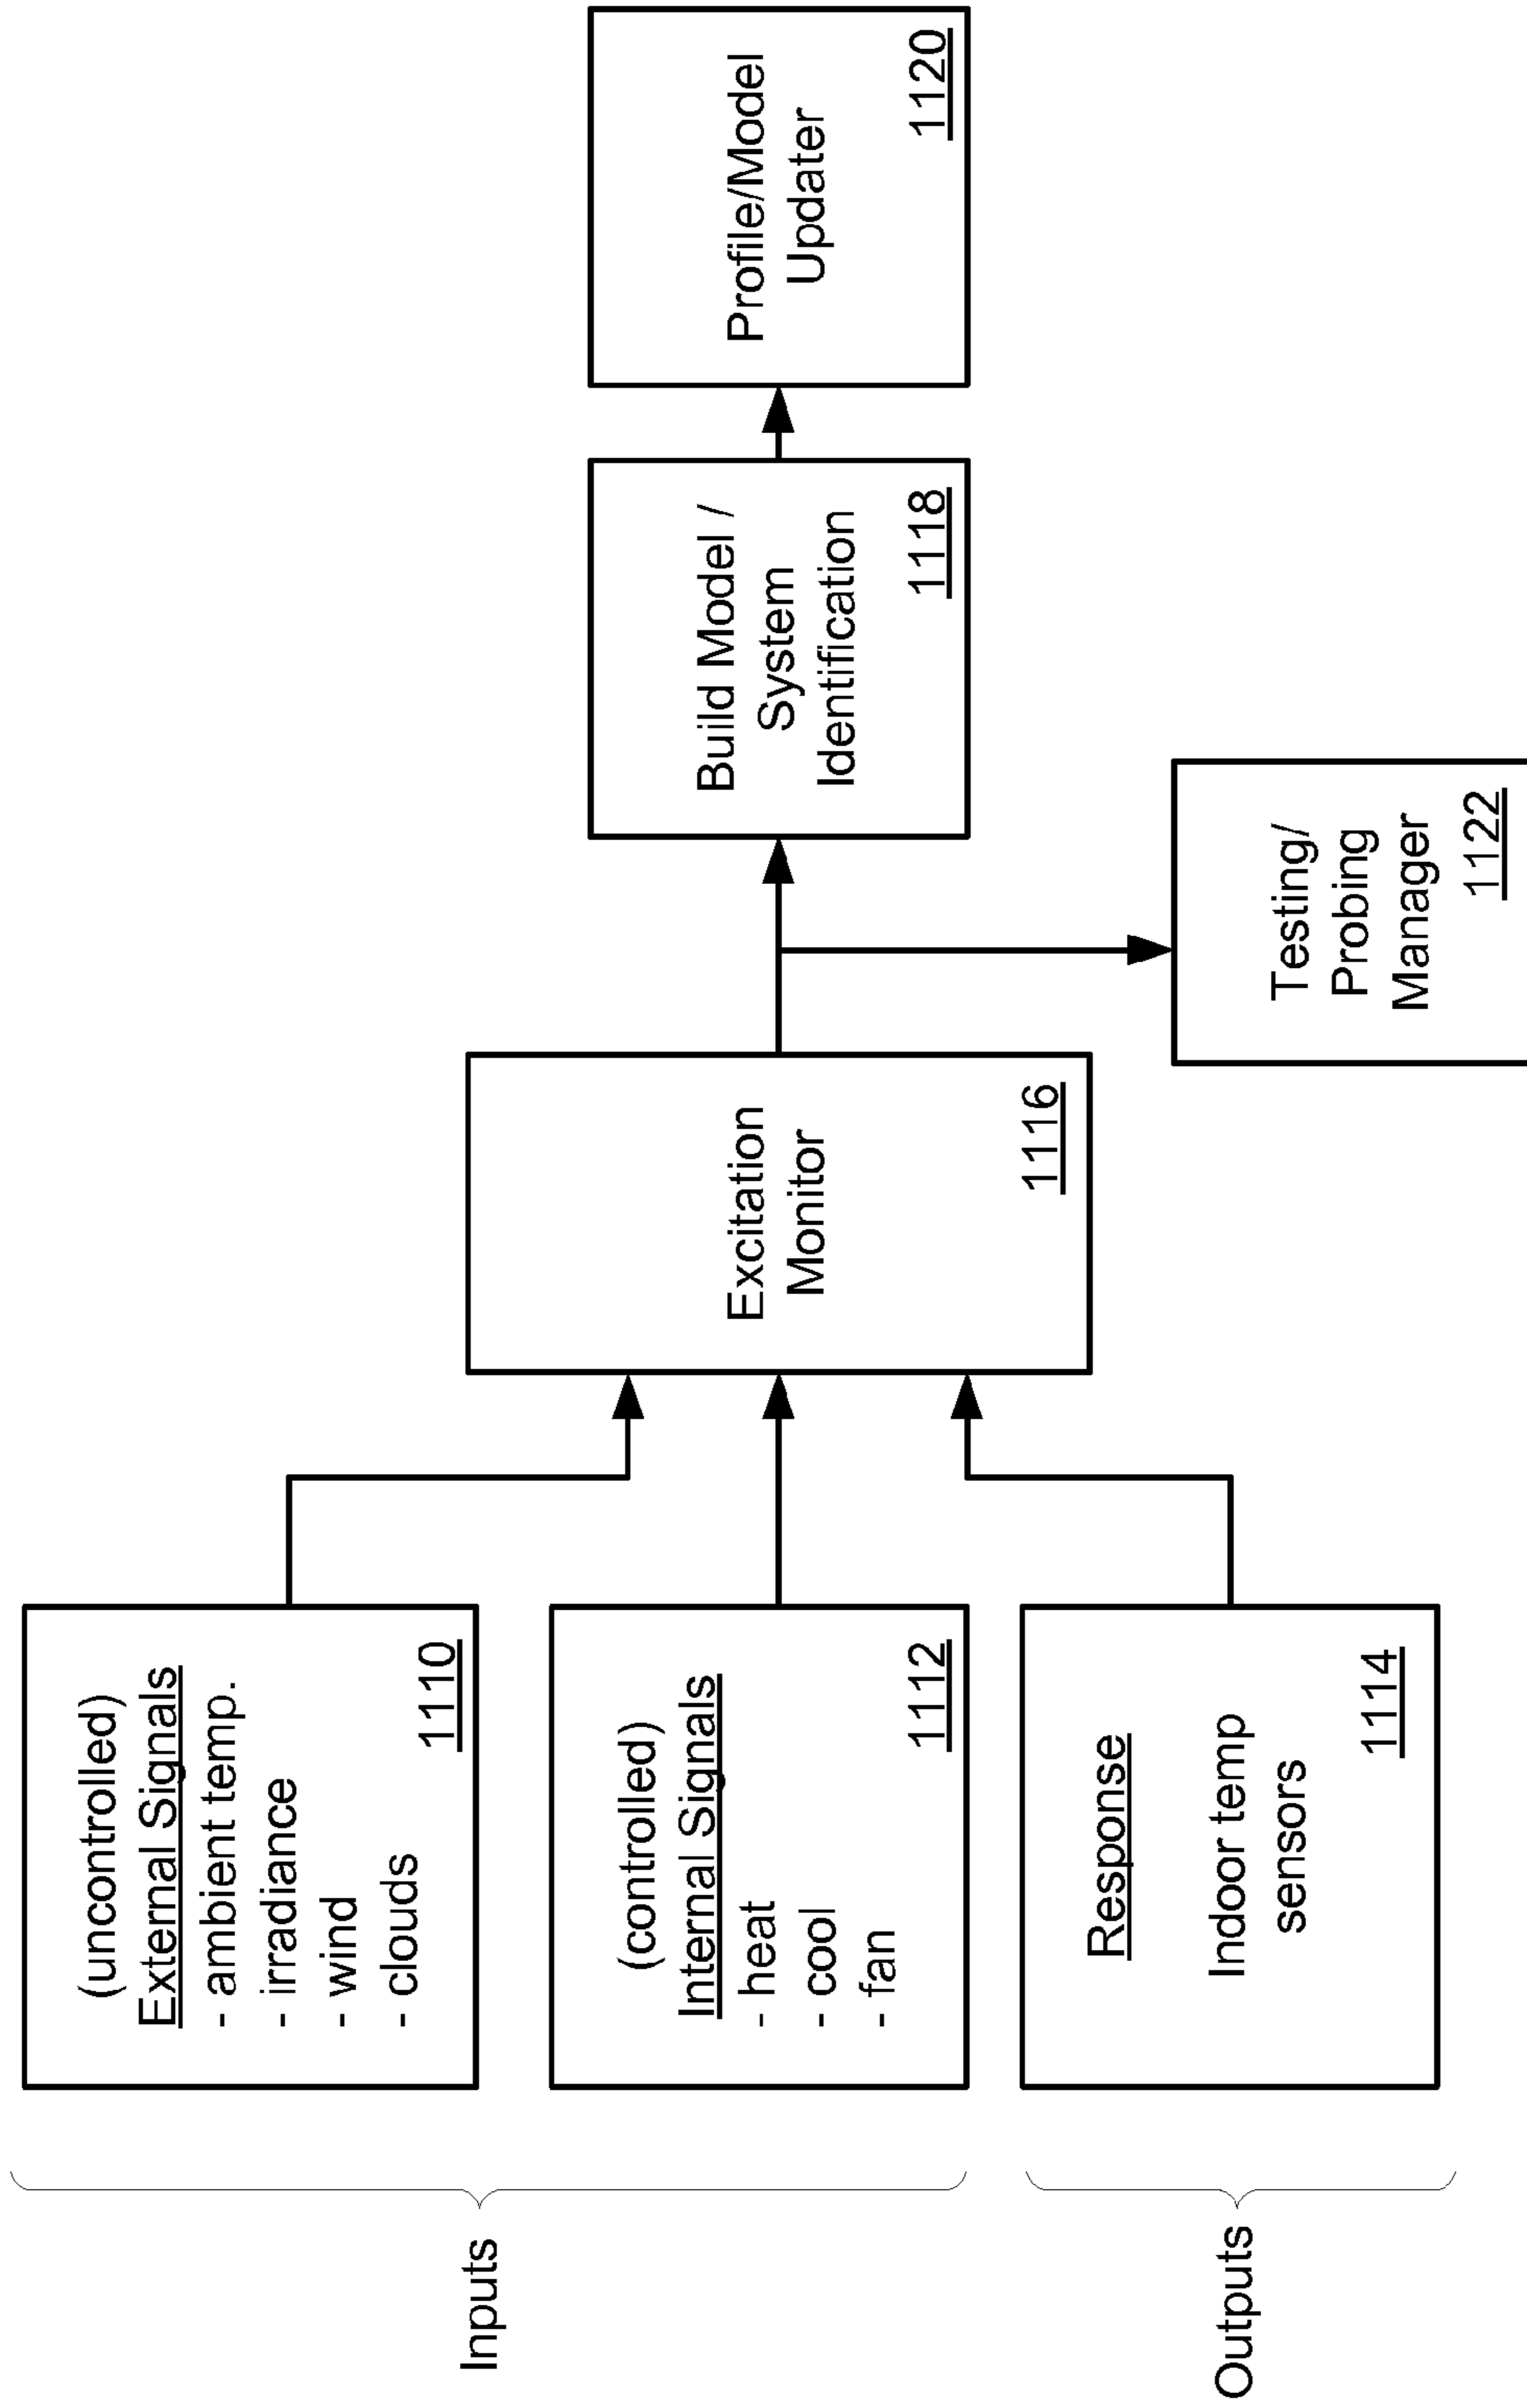 Inputs
(uncontrolled)
External Signals
- ambient temp.
- irradiance
- wind
- clouds
1110
(controlled)
Internal Signals
- heat
- cool
- fan
1112
Outputs
Response
Indoor temp
sensors
1114
Excitation
Monitor
1116
Build Model /
System
Identification
1118
Profile/Model
Updater
1120
Testing/
Probing
Manager
1122